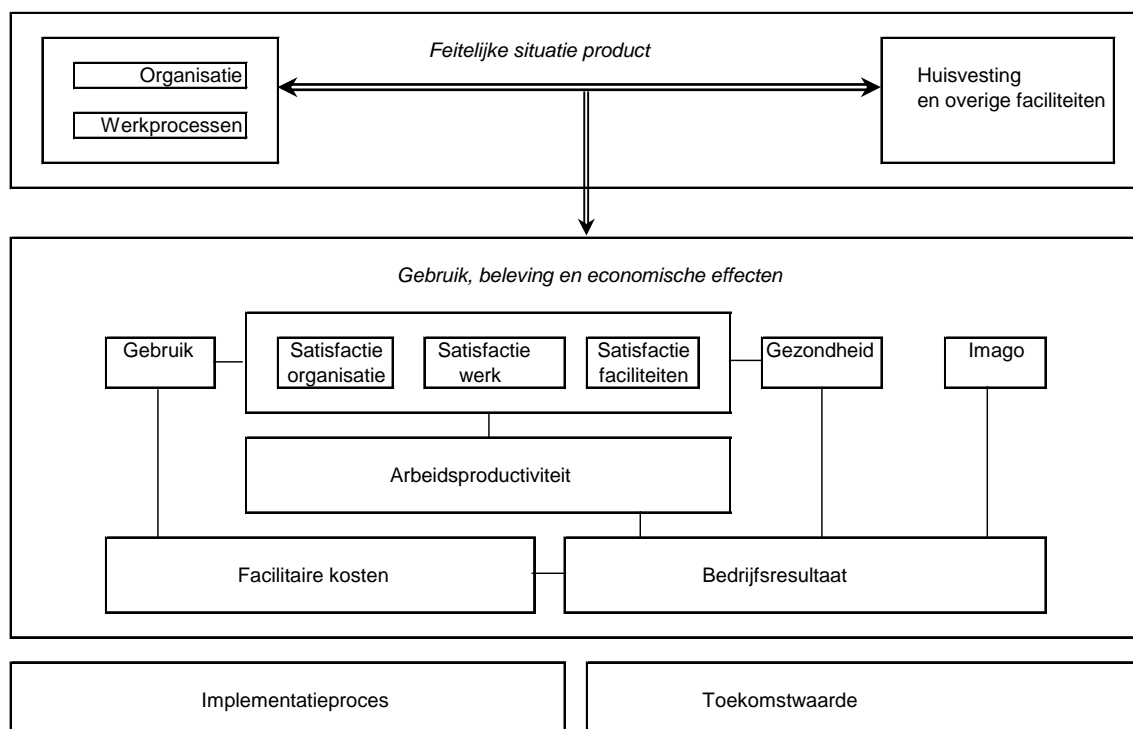 Feitelijke situatie product
Organisatie
Werkprocessen
Huisvesting
en overige faciliteiten
Gebruik, beleving en economische effecten
Gebruik
Satisfactie
organisatie
Satisfactie
werk
Satisfactie
faciliteiten
Gezondheid
Imago
Arbeidsproductiviteit
Facilitaire kosten
Bedrijfsresultaat
Implementatieproces
Toekomstwaarde